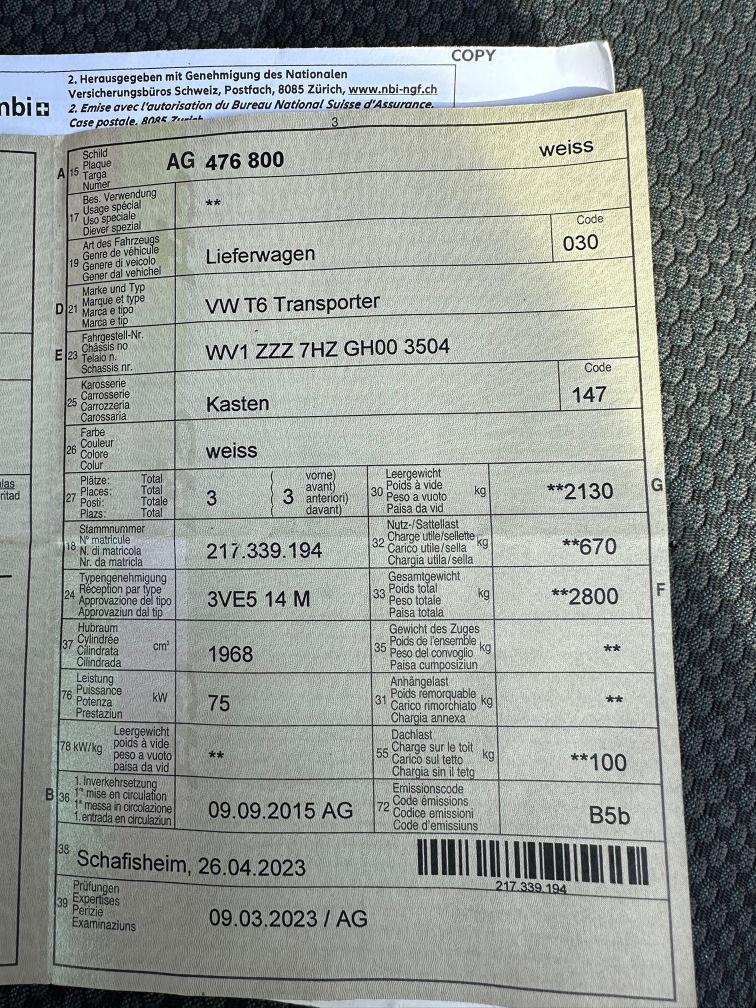 COPY
2. Herausgegeben mit Genehmigung des Nationalen
Versicherungsbüros Schweiz, Postfach, 8085 Zürich, www.nbi-ngf.ch
2. Emise avec l'autorisation du Bureau National Suisse d'Assurance.
Case postale. 8085 Zurich
nbi
3
A 15 Schild
Plaque
Targa
Numer
AG 476 800 weiss
17 Bes. Verwendung
Usage spécial
Uso speciale
Diever spezial
**
19 Art des Fahrzeugs
Genre de véhicule
Genere di veicolo
Gener dal vehichel
Lieferwagen
Code
030
D 21 Marke und Typ
Marque et type
Marca e tipo
Marca e tip
VW T6 Transporter
E 23 Fahrgestell-Nr.
Châssis no
Telaio n.
Schassis nr.
WV1 ZZZ 7HZ GH00 3504
25 Karosserie
Carrosserie
Carrozzeria
Carossaria
Kasten
Code
147
26 Farbe
Couleur
Colore
Colur
weiss
27 Plätze: Total
Places: Total
Posti: Totale
Plazs: Total
3
3
vorne)
avant)
anteriori)
davant)
30 Leergewicht
Poids à vide
Peso a vuoto
Paisa da vid
kg
**2130
G
18 Stammnummer
N° matricule
N. di matricola
Nr. da matricla
217.339.194
32 Nutz-/Sattellast
Charge utile/sellette
Carico utile/sella
Chargia utila/sella
kg
**670
24 Typengenehmigung
Réception par type
Approvazione del tipo
Approvaziun dal tip
3VE5 14 M
33 Gesamtgewicht
Poids total
Peso totale
Paisa totala
kg
**2800
F
37 Hubraum
Cylindrée
Cilindrata
Cilindrada
cm³
1968
35 Gewicht des Zuges
Poids de l'ensemble
Peso del convoglio
Paisa cumposiziun
kg
**
76 Leistung
Puissance
Potenza
Prestaziun
kW
75
31 Anhängelast
Poids remorquable
Carico rimorchiato
Chargia annexa
kg
**
78 kW/kg
Leergewicht
poids à vide
peso a vuoto
paisa da vid
**
55 Dachlast
Charge sur le toit
Carico sul tetto
Chargia sin il tetg
kg
**100
B 36 1. Inverkehrsetzung
1re mise en circulation
1a messa in circolazione
1. entrada en circulaziun
09.09.2015 AG
72 Emissionscode
Code émissions
Codice emissioni
Code d'emissiuns
B5b
38
Schafisheim, 26.04.2023
217.339.194
39 Prüfungen
Expertises
Perizie
Examinaziuns
09.03.2023 / AG